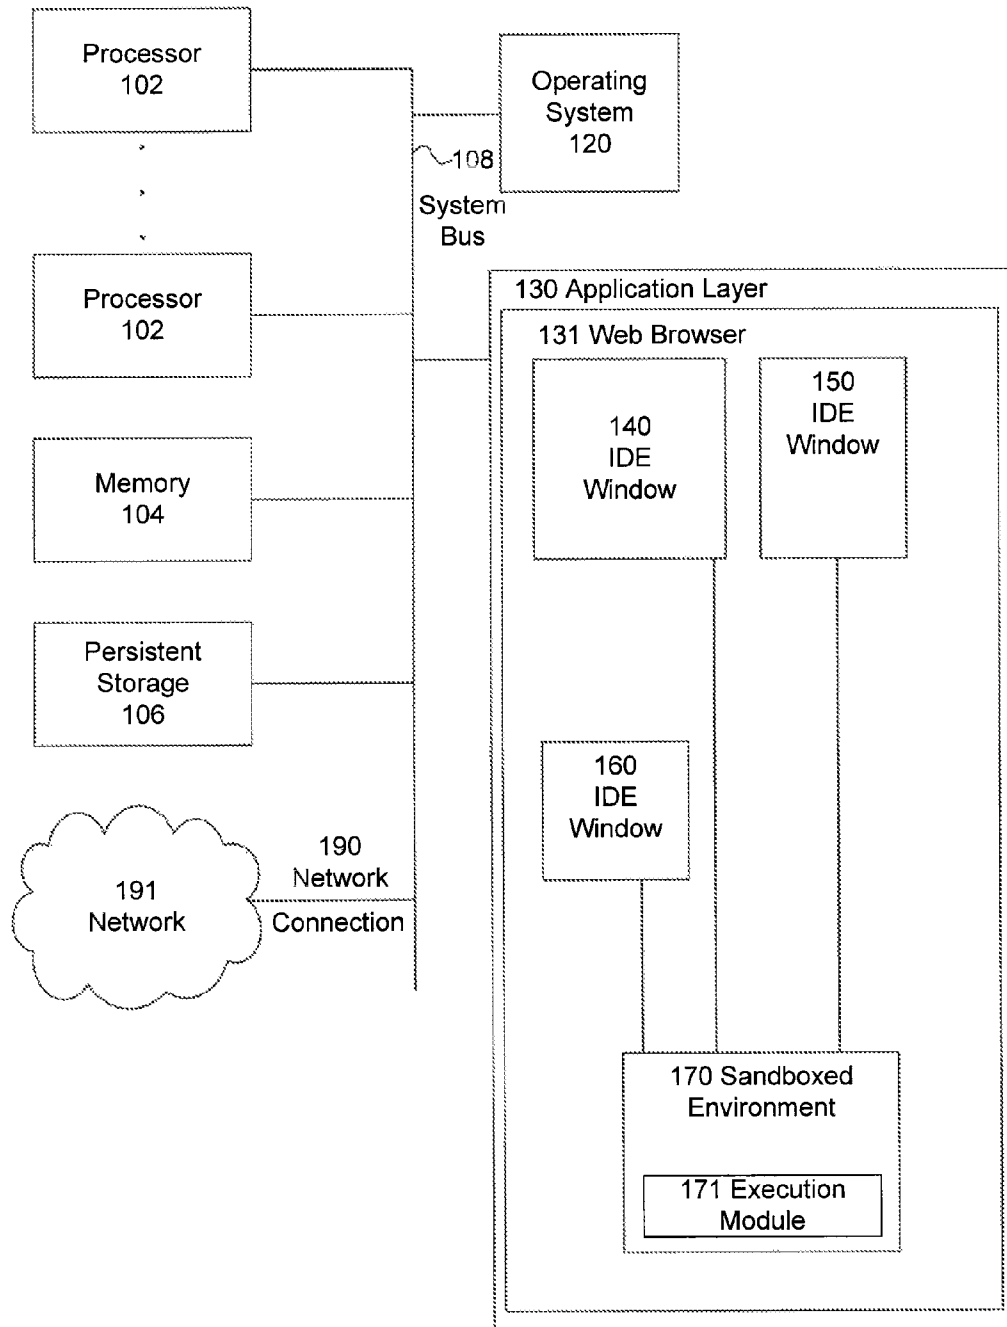 Processor
102
Operating
System
120
108
System
Bus
Processor
102
130 Application Layer
131 Web Browser
140
IDE
Window
150
IDE
Window
Memory
104
Persistent
Storage
106
160
IDE
Window
190
Network
Connection
191
Network
170 Sandboxed
Environment
171 Execution
Module